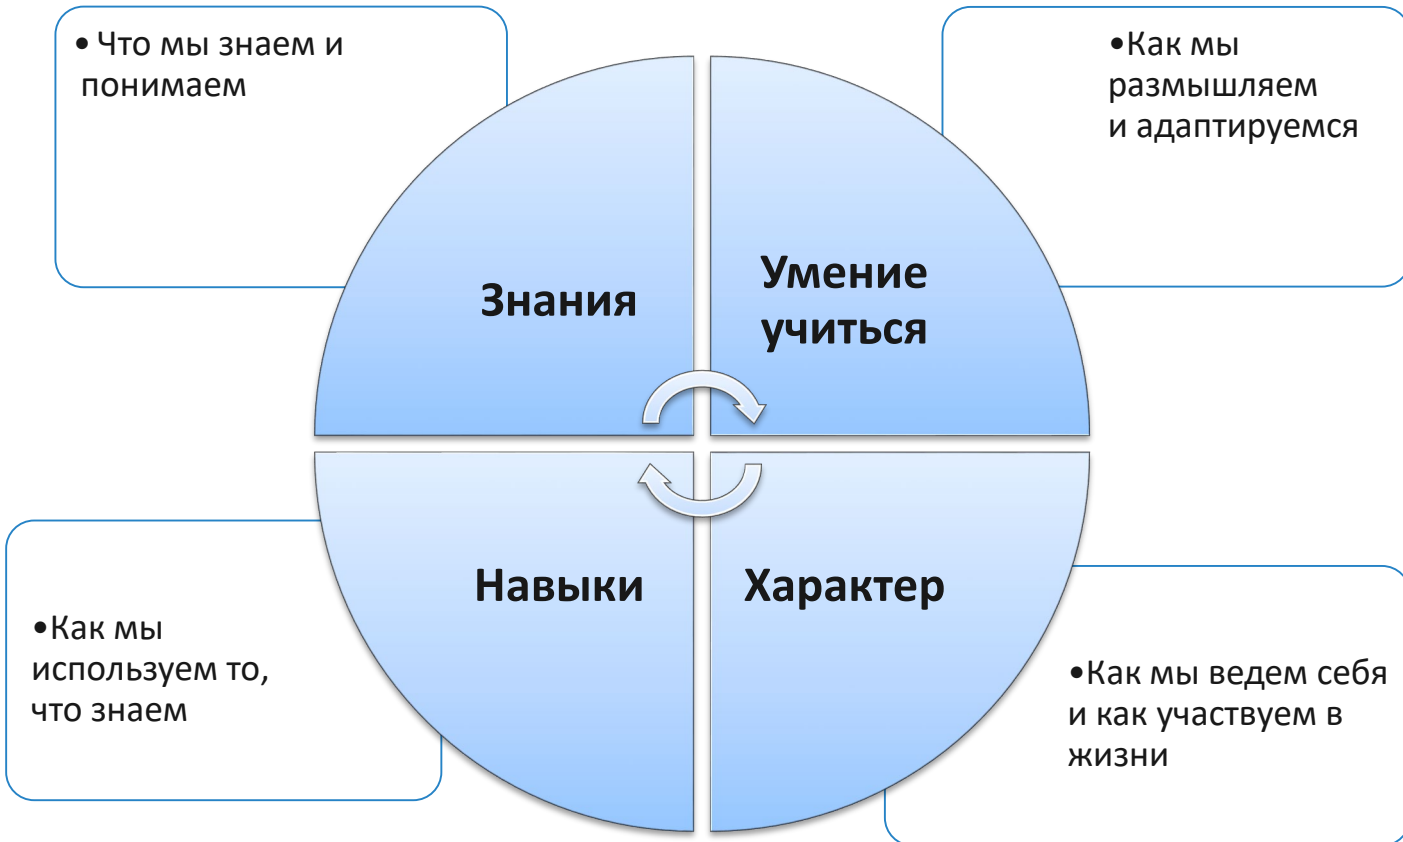 • Что мы знаем и
понимаем
•Как мы
размышляем
и адаптируемся
Знания
Умение
учиться
Навыки
Характер
•Как мы
используем то,
что знаем
•Как мы ведем себя
и как участвуем в
жизни